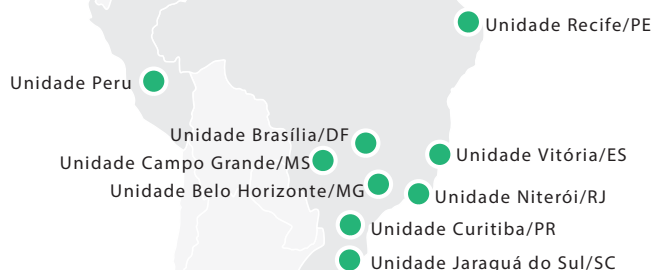 Unidade Recife/PE
Unidade Peru
Unidade Brasília/DF
Unidade Vitória/ES
Unidade Campo Grande/MS
Unidade Belo Horizonte/MG
Unidade Niterói/RJ
Unidade Curitiba/PR
Unidade Jaraguá do Sul/SC